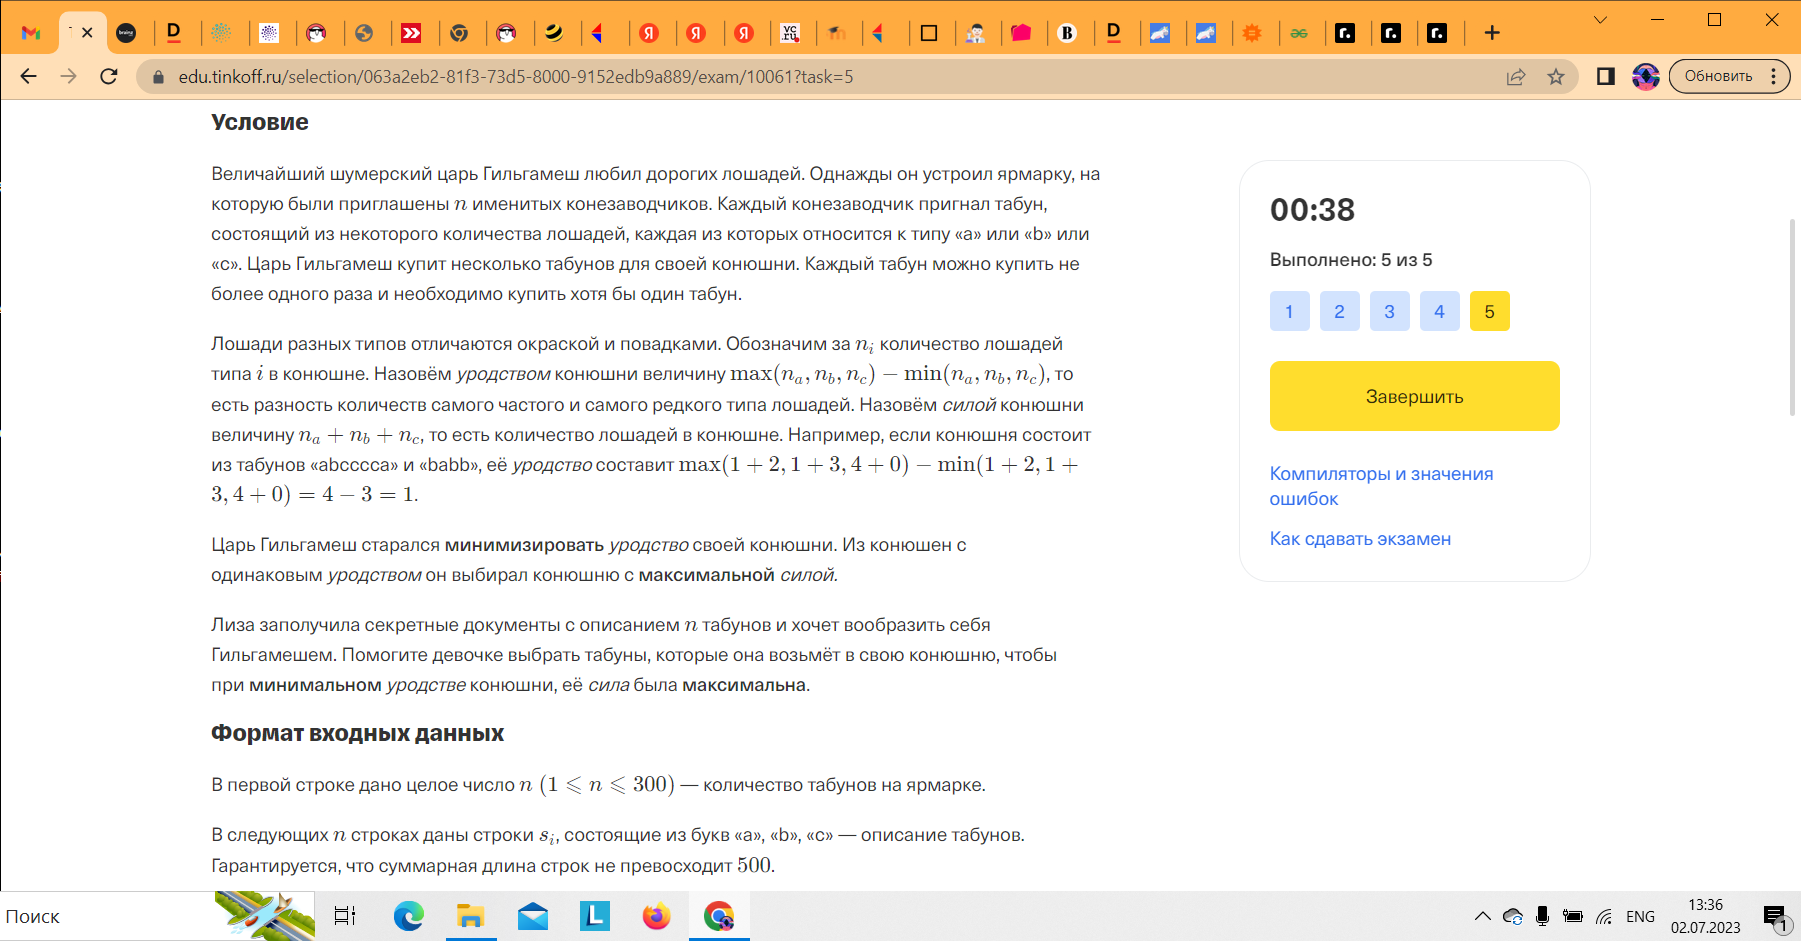 edu.tinkoff.ru/selection/063a2eb2-81f3-73d5-8000-9152edb9a889/exam/10061?task=5
Обновить
Условие
Величайший шумерский царь Гильгамеш любил дорогих лошадей. Однажды он устроил ярмарку, на
которую были приглашены n именитых конезаводчиков. Каждый конезаводчик пригнал табун,
состоящий из некоторого количества лошадей, каждая из которых относится к типу «a» или «b» или
«c». Царь Гильгамеш купит несколько табунов для своей конюшни. Каждый табун можно купить не
более одного раза и необходимо купить хотя бы один табун.
Лошади разных типов отличаются окраской и повадками. Обозначим за n_i количество лошадей
типа i в конюшне. Назовём уродством конюшни величину max(n_a, n_b, n_c) − min(n_a, n_b, n_c), то
есть разность количеств самого частого и самого редкого типа лошадей. Назовём силой конюшни
величину n_a + n_b + n_c, то есть количество лошадей в конюшне. Например, если конюшня состоит
из табунов «abcccca» и «babb», её уродство составит max(1 + 2, 1 + 3, 4 + 0) − min(1 + 2, 1 +
3, 4 + 0) = 4 − 3 = 1.
Царь Гильгамеш старался минимизировать уродство своей конюшни. Из конюшен с
одинаковым уродством он выбирал конюшню с максимальной силой.
Лиза заполучила секретные документы с описанием n табунов и хочет вообразить себя
Гильгамешем. Помогите девочке выбрать табуны, которые она возьмёт в свою конюшню, чтобы
при минимальном уродстве конюшни, её сила была максимальна.
Формат входных данных
В первой строке дано целое число n (1 ⩽ n ⩽ 300) — количество табунов на ярмарке.
В следующих n строках даны строки s_i, состоящие из букв «a», «b», «c» — описание табунов.
Гарантируется, что суммарная длина строк не превосходит 500.
00:38
Выполнено: 5 из 5
1 2 3 4 5
Завершить
Компиляторы и значения
ошибок
Как сдавать экзамен
Поиск
ENG
13:36
02.07.2023
1